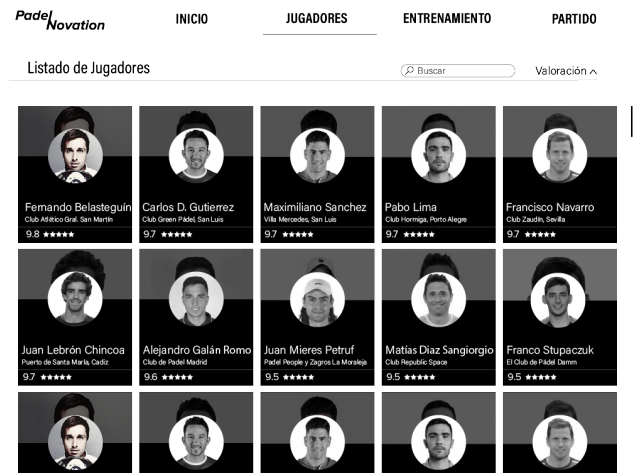 Padel Novation
INICIO
JUGADORES
ENTRENAMIENTO
PARTIDO
Listado de Jugadores
Buscar
Valoración
Fernando Belasteguín
Club Atlético Gral. San Martín
9.8 ★★★★★
Carlos D. Gutierrez
Club Green Pádel, San Luis
9.7 ★★★★★
Maximiliano Sanchez
Villa Mercedes, San Luis
9.7 ★★★★★
Pabo Lima
Club Hormiga, Porto Alegre
9.7 ★★★★★
Francisco Navarro
Club Zaudín, Sevilla
9.7 ★★★★★
Juan Lebrón Chincoa
Puerto de Santa María, Cadiz
9.7 ★★★★★
Alejandro Galán Romo
Club de Padel Madrid
9.6 ★★★★★
Juan Mieres Petruf
Padel People y Zagros La Moraleja
9.5 ★★★★★
Matías Diaz Sangiorgio
Club Republic Space
9.5 ★★★★★
Franco Stupaczuk
El Club de Pádel Damm
9.5 ★★★★★